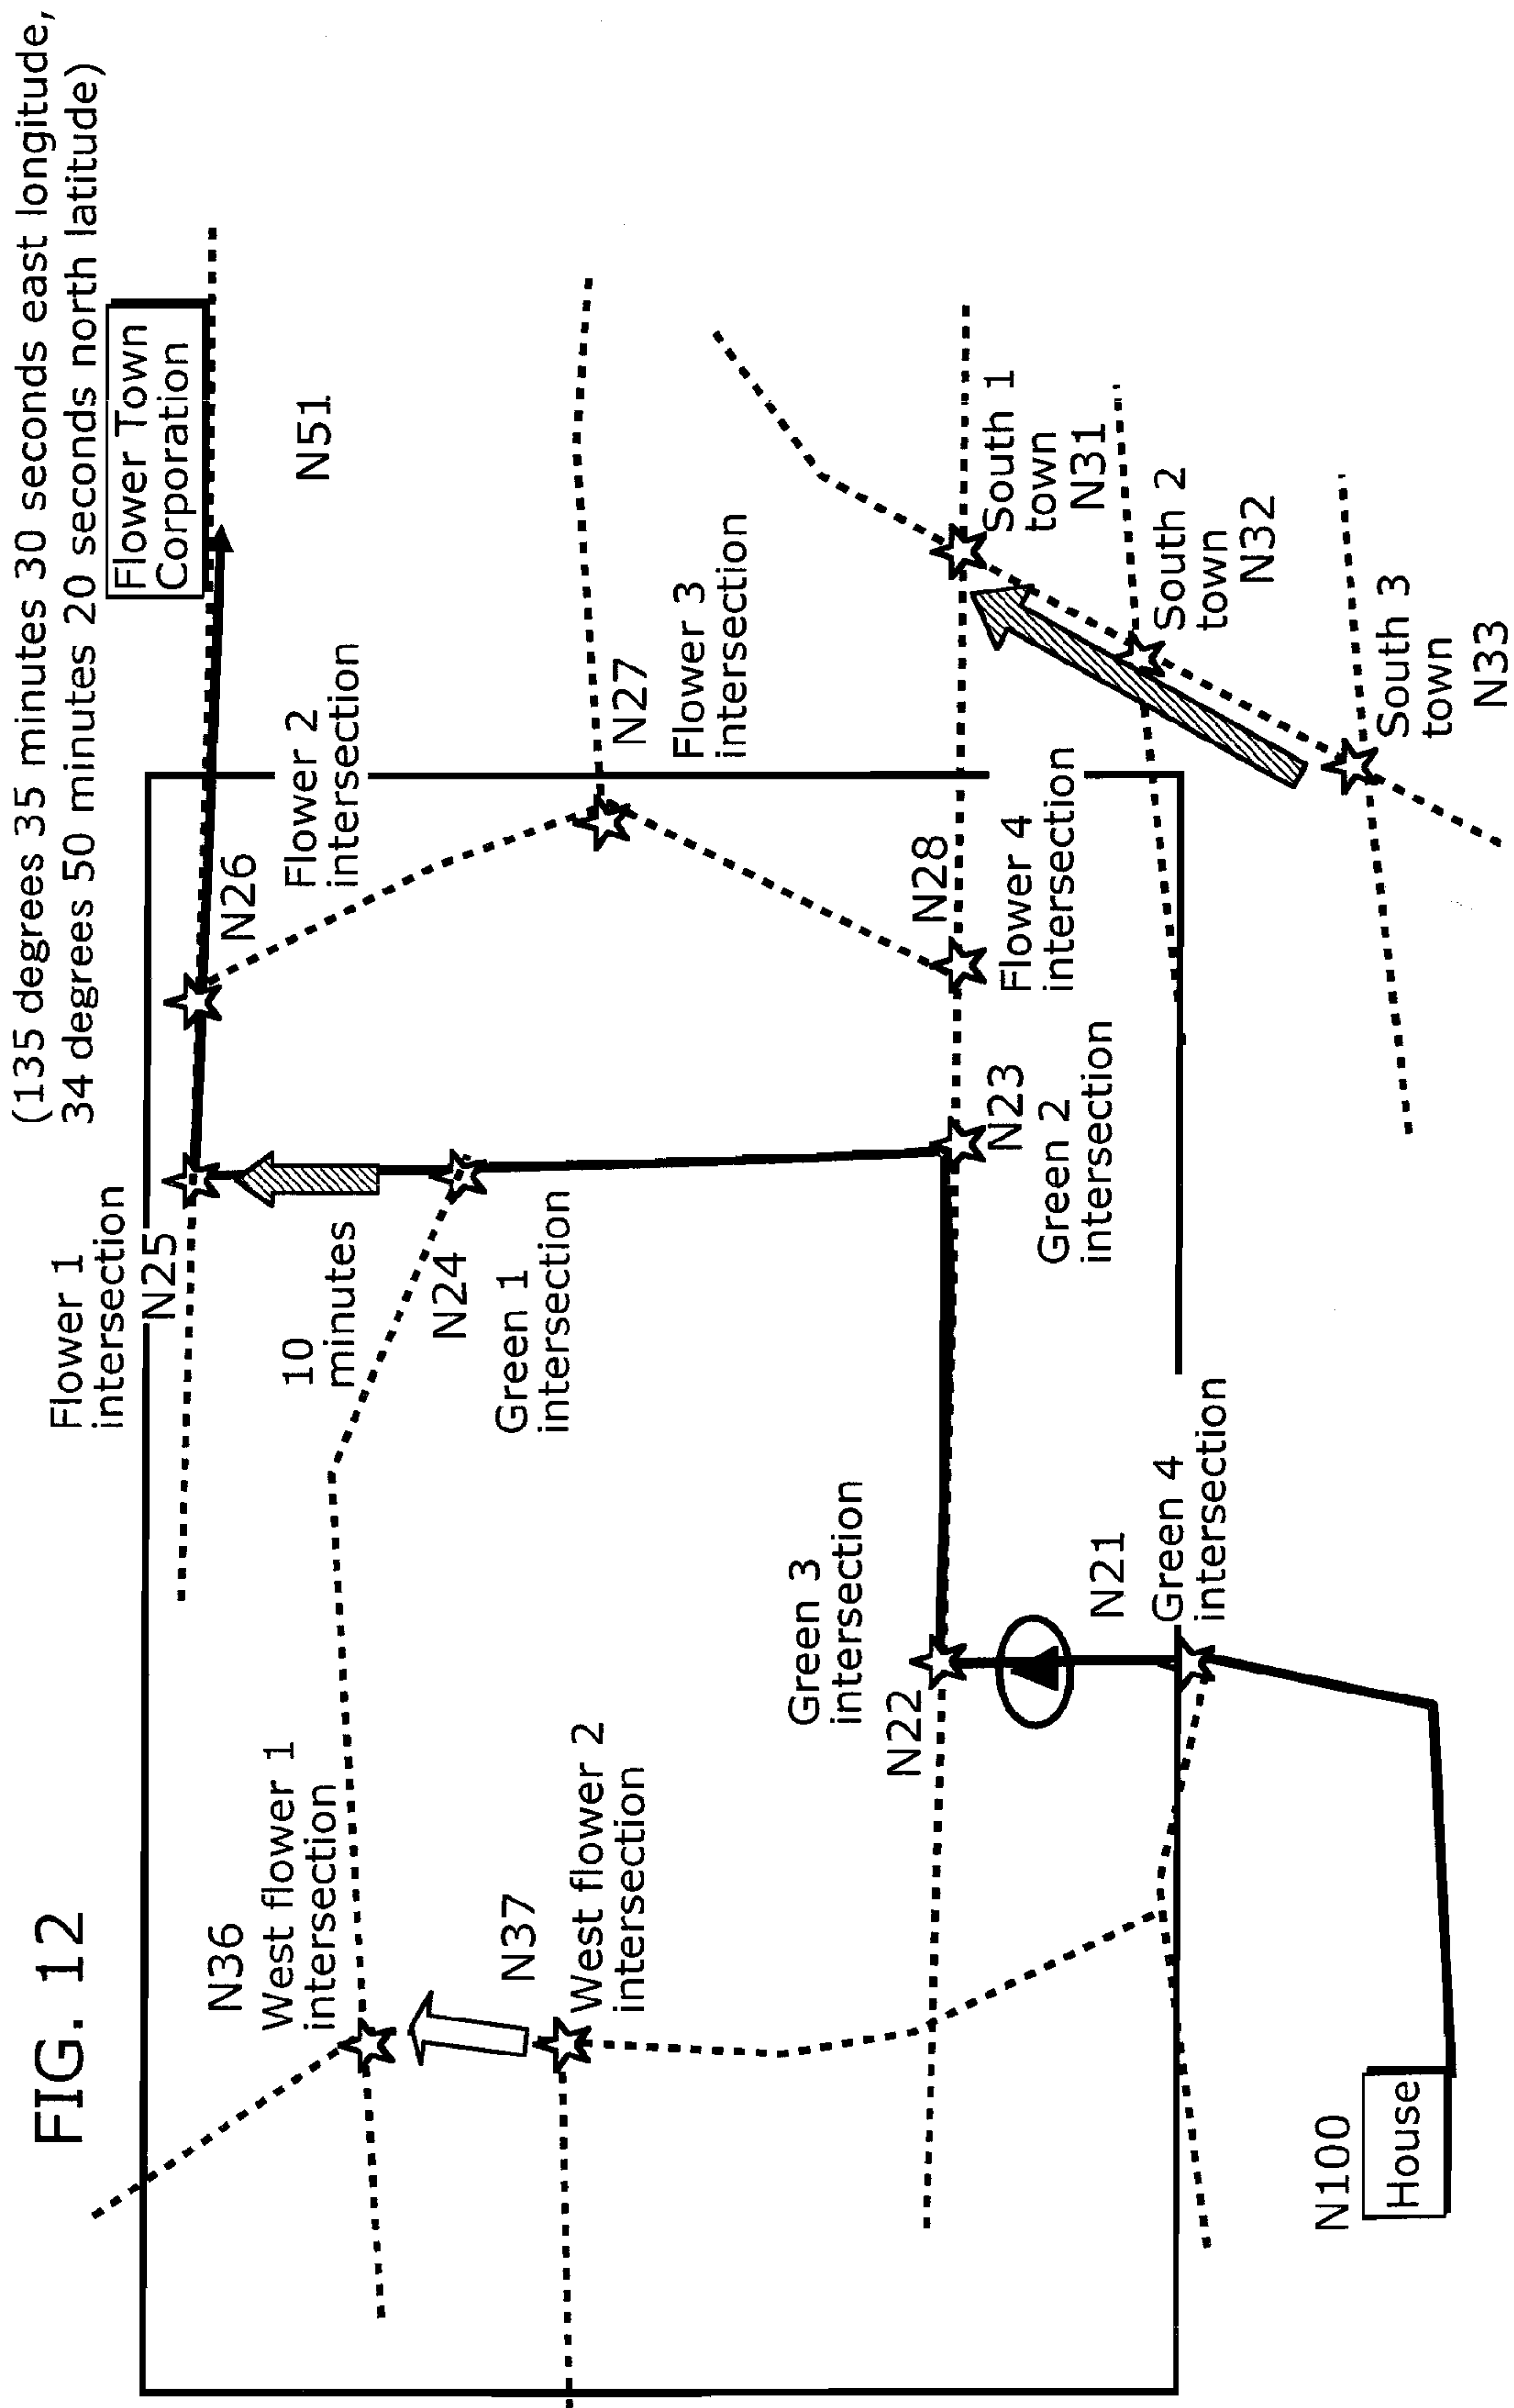 FIG. 12
(135 degrees 35 minutes 30 seconds east longitude,
34 degrees 50 minutes 20 seconds north latitude)
Flower Town
Corporation
N51
Flower 1
intersection
N25
N26
Flower 2
intersection
10
minutes
N24
Green 1
intersection
N36
West flower 1
intersection
N37
West flower 2
intersection
N27
Flower 3
intersection
Green 3
intersection
N22
N28
Flower 4
intersection
N23
Green 2
intersection
South 1
town
N31
South 2
town
N32
N21
Green 4
intersection
South 3
town
N33
N100
House